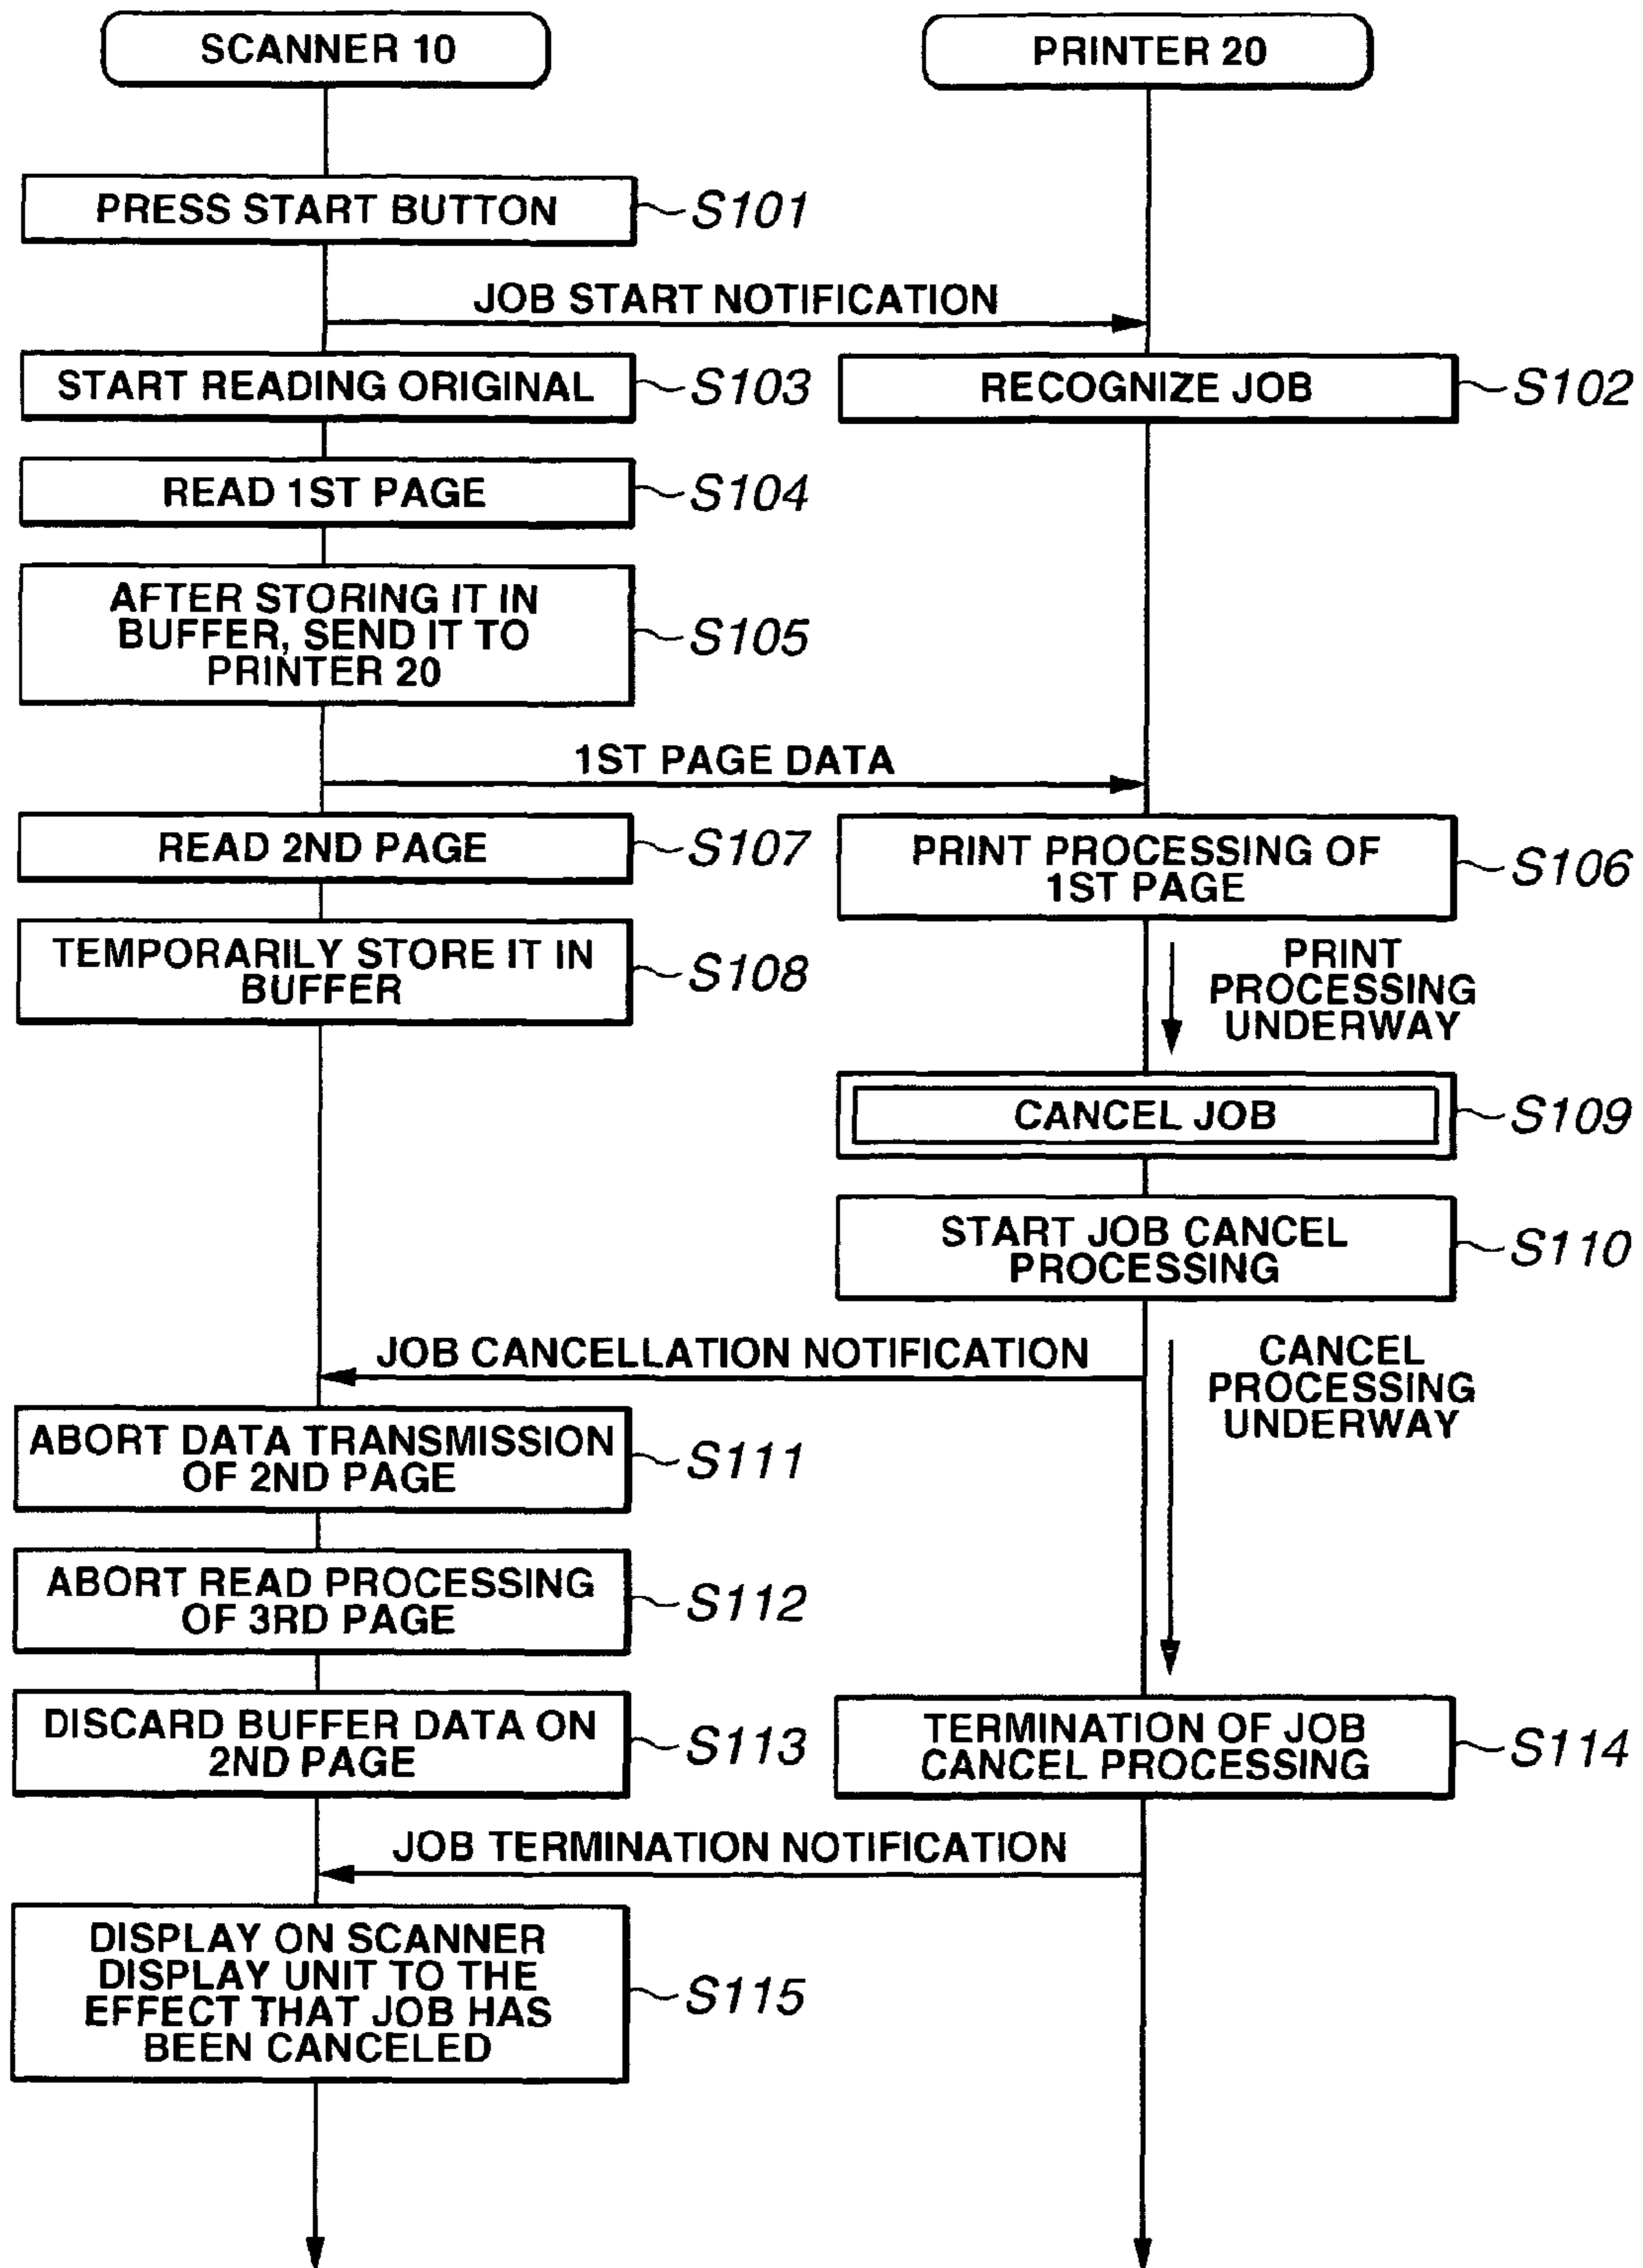 SCANNER 10
PRINTER 20
PRESS START BUTTON
S101
JOB START NOTIFICATION
START READING ORIGINAL
S103
RECOGNIZE JOB
S102
READ 1ST PAGE
S104
AFTER STORING IT IN
BUFFER, SEND IT TO
PRINTER 20
S105
1ST PAGE DATA
READ 2ND PAGE
S107
PRINT PROCESSING OF
1ST PAGE
S106
TEMPORARILY STORE IT IN
BUFFER
S108
PRINT
PROCESSING
UNDERWAY
CANCEL JOB
S109
START JOB CANCEL
PROCESSING
S110
JOB CANCELLATION NOTIFICATION
CANCEL
PROCESSING
UNDERWAY
ABORT DATA TRANSMISSION
OF 2ND PAGE
S111
ABORT READ PROCESSING
OF 3RD PAGE
S112
DISCARD BUFFER DATA ON
2ND PAGE
S113
TERMINATION OF JOB
CANCEL PROCESSING
S114
JOB TERMINATION NOTIFICATION
DISPLAY ON SCANNER
DISPLAY UNIT TO THE
EFFECT THAT JOB HAS
BEEN CANCELED
S115